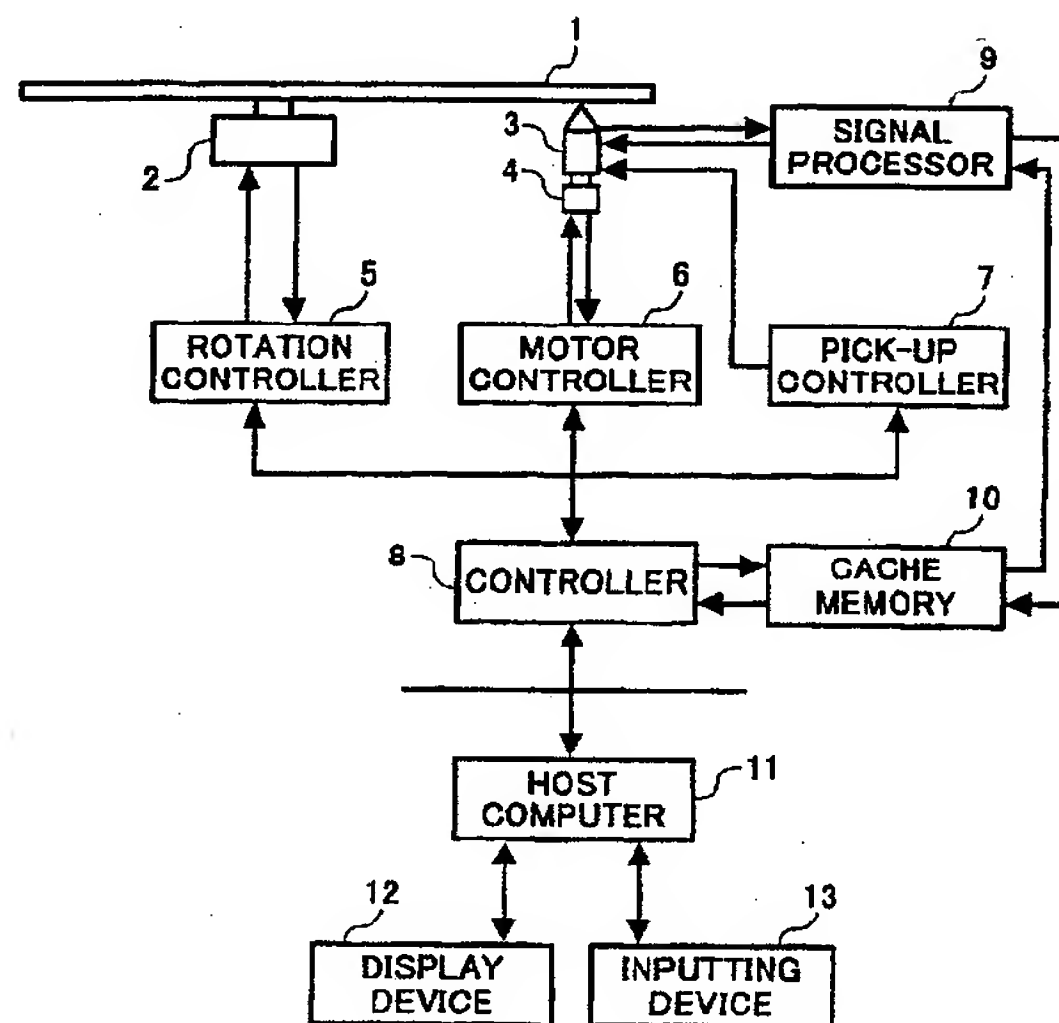 1
9
SIGNAL
PROCESSOR
3
2
4
5
ROTATION
CONTROLLER
6
MOTOR
CONTROLLER
7
PICK-UP
CONTROLLER
10
8
CONTROLLER
CACHE
MEMORY
HOST
COMPUTER
11
12
DISPLAY
DEVICE
13
INPUTTING
DEVICE